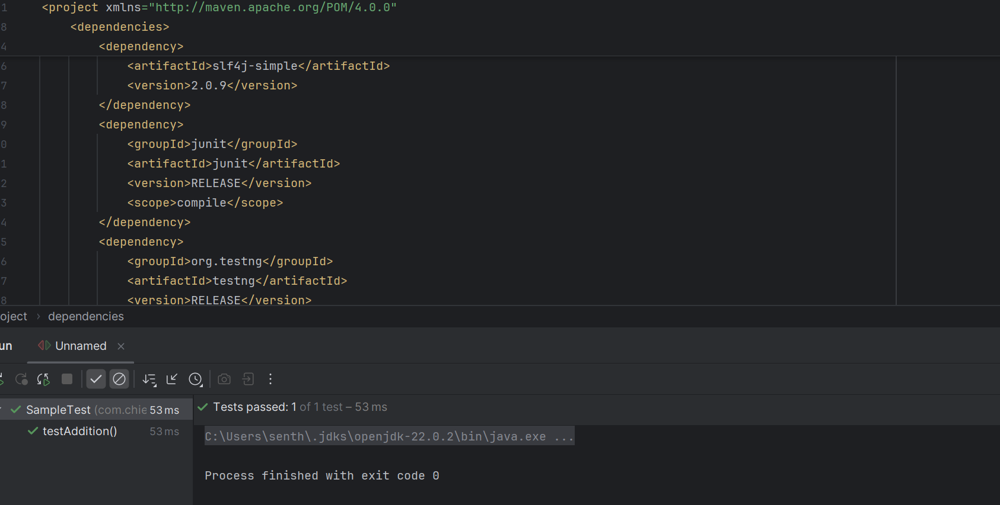 1 <project xmlns="http://maven.apache.org/POM/4.0.0"
8 <dependencies>
4 <dependency>
6 <artifactId>slf4j-simple</artifactId>
7 <version>2.0.9</version>
8 </dependency>
9 <dependency>
0 <groupId>junit</groupId>
1 <artifactId>junit</artifactId>
2 <version>RELEASE</version>
3 <scope>compile</scope>
4 </dependency>
5 <dependency>
6 <groupId>org.testng</groupId>
7 <artifactId>testng</artifactId>
8 <version>RELEASE</version>
oject › dependencies
un Unnamed ×
SampleTest (com.chie 53 ms
testAddition() 53 ms
Tests passed: 1 of 1 test – 53 ms
C:\Users\senth\.jdks\openjdk-22.0.2\bin\java.exe ...
Process finished with exit code 0